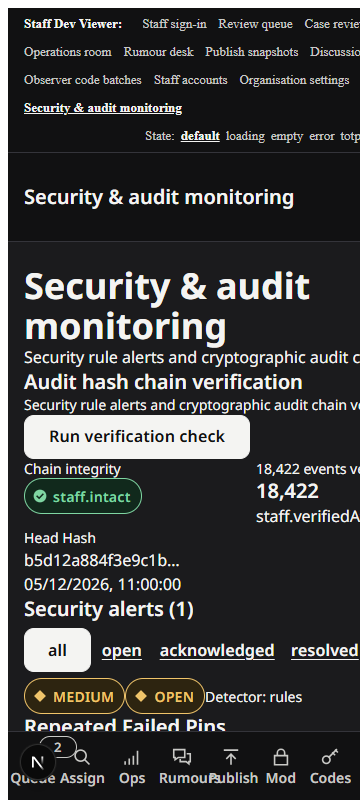 Staff Dev Viewer: Staff sign-in Review queue Case revie
Operations room Rumour desk Publish snapshots Discussio
Observer code batches Staff accounts Organisation settings
Security & audit monitoring
State: default loading empty error totp
Security & audit monitoring
Security & audit
monitoring
Security rule alerts and cryptographic audit c
Audit hash chain verification
Security rule alerts and cryptographic audit chain ve
Run verification check
Chain integrity
staff.intact
18,422 events ve
18,422
staff.verifiedA
Head Hash
b5d12a884f3e9c1b...
05/12/2026, 11:00:00
Security alerts (1)
all open acknowledged resolved
MEDIUM OPEN Detector: rules
Repeated Failed Pins
2
N
Queue Assign Ops Rumours Publish Mod Codes